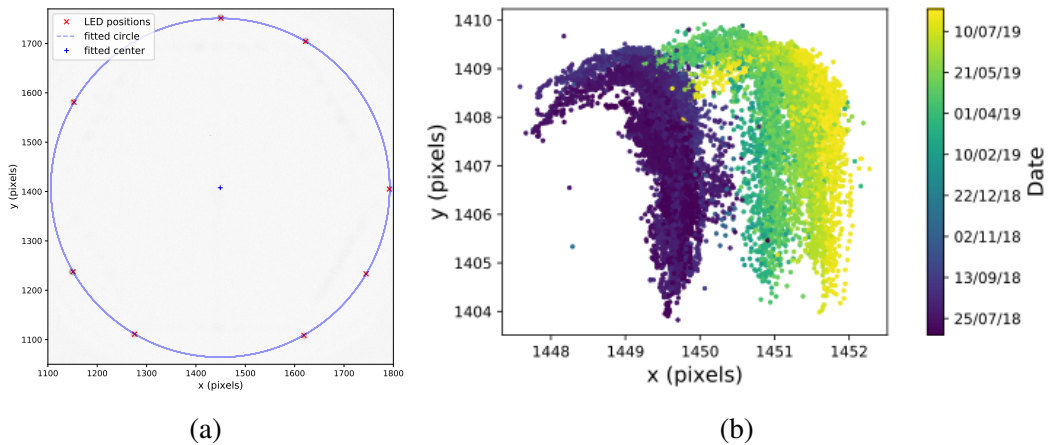 LED positions
fitted circle
fitted center
1700
1600
1500
1400
1300
1200
1100
y (pixels)
1100 1200 1300 1400 1500 1600 1700 1800
x (pixels)
(a)
1410
1409
1408
1407
1406
1405
1404
y (pixels)
1448 1449 1450 1451 1452
x (pixels)
(b)
10/07/19
21/05/19
01/04/19
10/02/19
22/12/18
02/11/18
13/09/18
25/07/18
Date